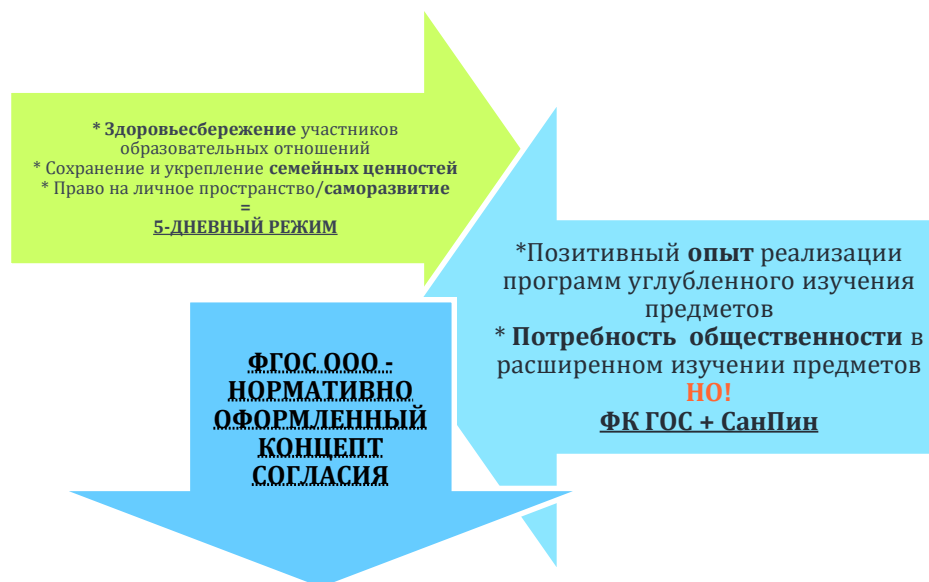 * Здоровьесбережение участников
образовательных отношений
* Сохранение и укрепление семейных ценностей
* Право на личное пространство/саморазвитие
=
5-ДНЕВНЫЙ РЕЖИМ
*Позитивный опыт реализации
программ углубленного изучения
предметов
* Потребность общественности в
расширенном изучении предметов
НО!
ФК ГОС + СанПин
ФГОС ООО -
НОРМАТИВНО
ОФОРМЛЕННЫЙ
КОНЦЕПТ
СОГЛАСИЯ